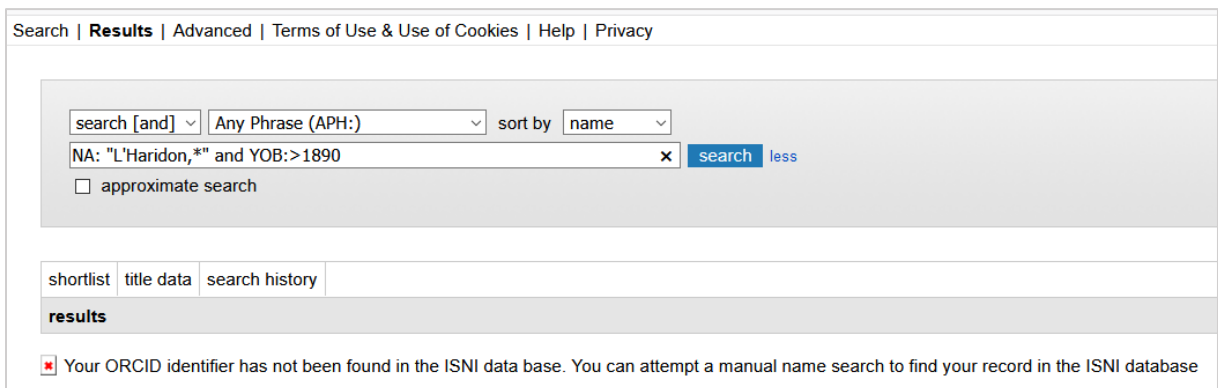 Search | Results | Advanced | Terms of Use & Use of Cookies | Help | Privacy
search [and] Any Phrase (APH:) sort by name
NA: "L'Haridon,*" and YOB:>1890 × search less
approximate search
shortlist title data search history
results
Your ORCID identifier has not been found in the ISNI data base. You can attempt a manual name search to find your record in the ISNI database